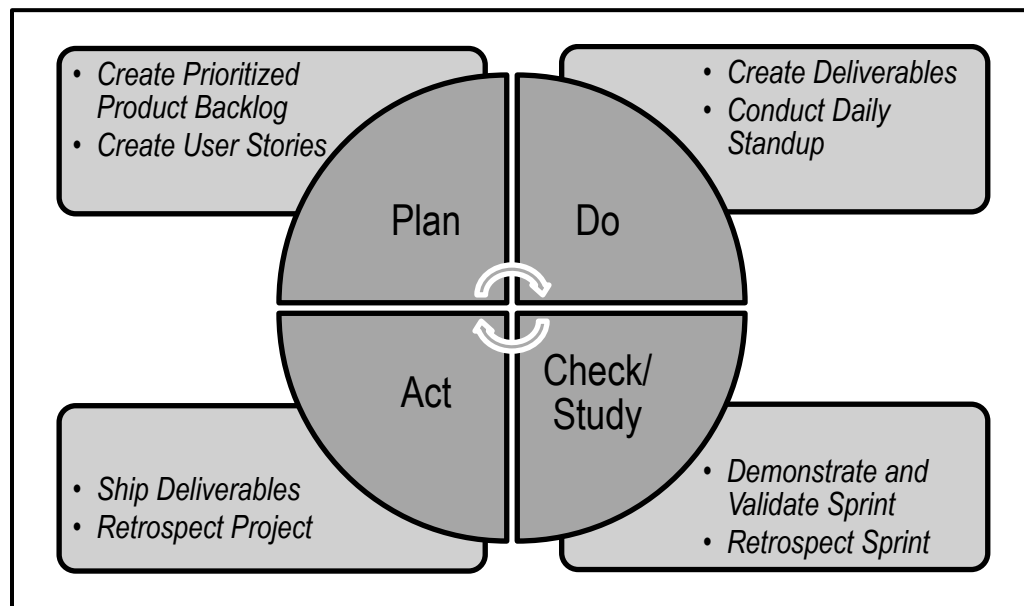 • Create Prioritized
Product Backlog
• Create User Stories
• Create Deliverables
• Conduct Daily
Standup
Plan
Do
Act
Check/
Study
• Ship Deliverables
• Retrospect Project
• Demonstrate and
Validate Sprint
• Retrospect Sprint